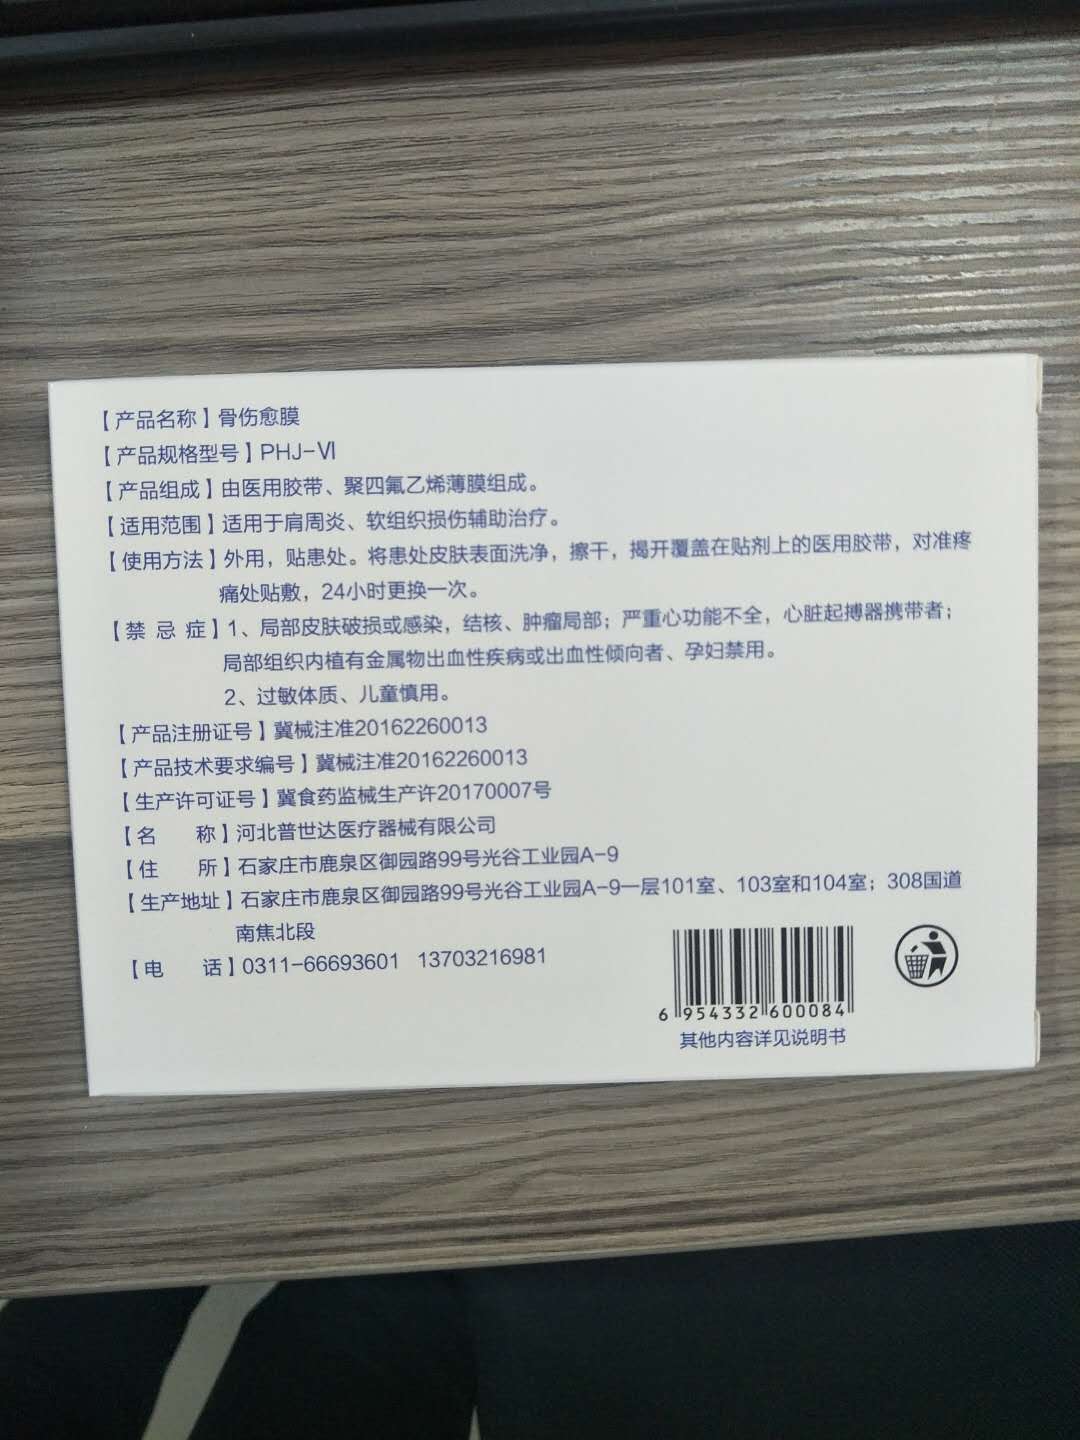 【产品名称】骨伤愈膜
【产品规格型号】PHJ-Ⅵ
【产品组成】由医用胶带、聚四氟乙烯薄膜组成。
【适用范围】适用于肩周炎、软组织损伤辅助治疗。
【使用方法】外用，贴患处。将患处皮肤表面洗净，擦干，揭开覆盖在贴剂上的医用胶带，对准疼
痛处贴敷，24小时更换一次。
【禁 忌 症】1、局部皮肤破损或感染，结核、肿瘤局部；严重心功能不全，心脏起搏器携带者；
局部组织内植有金属物出血性疾病或出血性倾向者、孕妇禁用。
2、过敏体质、儿童慎用。
【产品注册证号】冀械注准20162260013
【产品技术要求编号】冀械注准20162260013
【生产许可证号】冀食药监械生产许20170007号
【名　　称】河北普世达医疗器械有限公司
【住　　所】石家庄市鹿泉区御园路99号光谷工业园A-9
【生产地址】石家庄市鹿泉区御园路99号光谷工业园A-9一层101室、103室和104室；308国道
南焦北段
【电　　话】0311-66693601 13703216981
6 954332 600084
其他内容详见说明书